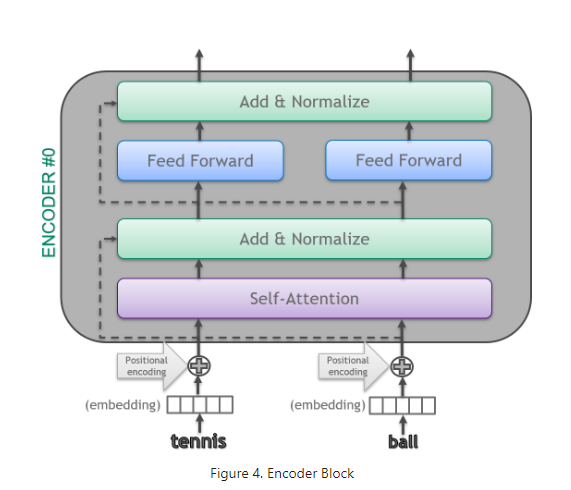 Add & Normalize
Feed Forward
Feed Forward
ENCODER #0
Add & Normalize
Self-Attention
Positional
encoding
Positional
encoding
(embedding)
(embedding)
tennis
ball
Figure 4. Encoder Block